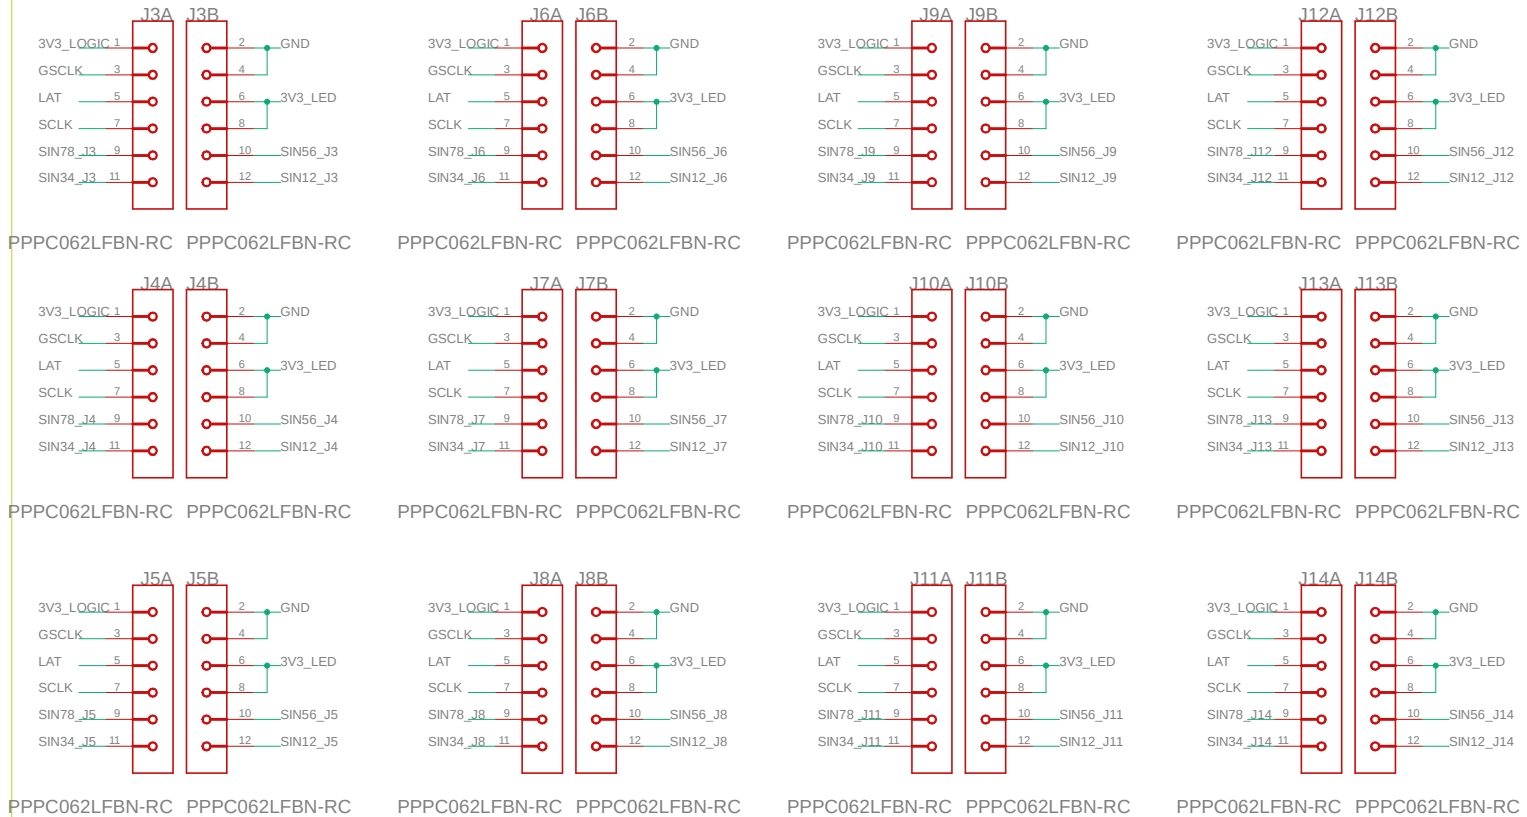 J3A J3B J6A J6B J9A J9B J12A J12B
3V3_LOGIC 1 2 GND 3V3_LOGIC 1 2 GND 3V3_LOGIC 1 2 GND 3V3_LOGIC 1 2 GND
GSCLK 3 4 GSCLK 3 4 GSCLK 3 4 GSCLK 3 4
LAT 5 6 3V3_LED LAT 5 6 3V3_LED LAT 5 6 3V3_LED LAT 5 6 3V3_LED
SCLK 7 8 SCLK 7 8 SCLK 7 8 SCLK 7 8
SIN78_J3 9 10 SIN56_J3 SIN78_J6 9 10 SIN56_J6 SIN78_J9 9 10 SIN56_J9 SIN78_J12 9 10 SIN56_J12
SIN34_J3 11 12 SIN12_J3 SIN34_J6 11 12 SIN12_J6 SIN34_J9 11 12 SIN12_J9 SIN34_J12 11 12 SIN12_J12
PPPC062LFBN-RC PPPC062LFBN-RC PPPC062LFBN-RC PPPC062LFBN-RC PPPC062LFBN-RC PPPC062LFBN-RC PPPC062LFBN-RC PPPC062LFBN-RC
J4A J4B J7A J7B J10A J10B J13A J13B
3V3_LOGIC 1 2 GND 3V3_LOGIC 1 2 GND 3V3_LOGIC 1 2 GND 3V3_LOGIC 1 2 GND
GSCLK 3 4 GSCLK 3 4 GSCLK 3 4 GSCLK 3 4
LAT 5 6 3V3_LED LAT 5 6 3V3_LED LAT 5 6 3V3_LED LAT 5 6 3V3_LED
SCLK 7 8 SCLK 7 8 SCLK 7 8 SCLK 7 8
SIN78_J4 9 10 SIN56_J4 SIN78_J7 9 10 SIN56_J7 SIN78_J10 9 10 SIN56_J10 SIN78_J13 9 10 SIN56_J13
SIN34_J4 11 12 SIN12_J4 SIN34_J7 11 12 SIN12_J7 SIN34_J10 11 12 SIN12_J10 SIN34_J13 11 12 SIN12_J13
PPPC062LFBN-RC PPPC062LFBN-RC PPPC062LFBN-RC PPPC062LFBN-RC PPPC062LFBN-RC PPPC062LFBN-RC PPPC062LFBN-RC PPPC062LFBN-RC
J5A J5B J8A J8B J11A J11B J14A J14B
3V3_LOGIC 1 2 GND 3V3_LOGIC 1 2 GND 3V3_LOGIC 1 2 GND 3V3_LOGIC 1 2 GND
GSCLK 3 4 GSCLK 3 4 GSCLK 3 4 GSCLK 3 4
LAT 5 6 3V3_LED LAT 5 6 3V3_LED LAT 5 6 3V3_LED LAT 5 6 3V3_LED
SCLK 7 8 SCLK 7 8 SCLK 7 8 SCLK 7 8
SIN78_J5 9 10 SIN56_J5 SIN78_J8 9 10 SIN56_J8 SIN78_J11 9 10 SIN56_J11 SIN78_J14 9 10 SIN56_J14
SIN34_J5 11 12 SIN12_J5 SIN34_J8 11 12 SIN12_J8 SIN34_J11 11 12 SIN12_J11 SIN34_J14 11 12 SIN12_J14
PPPC062LFBN-RC PPPC062LFBN-RC PPPC062LFBN-RC PPPC062LFBN-RC PPPC062LFBN-RC PPPC062LFBN-RC PPPC062LFBN-RC PPPC062LFBN-RC